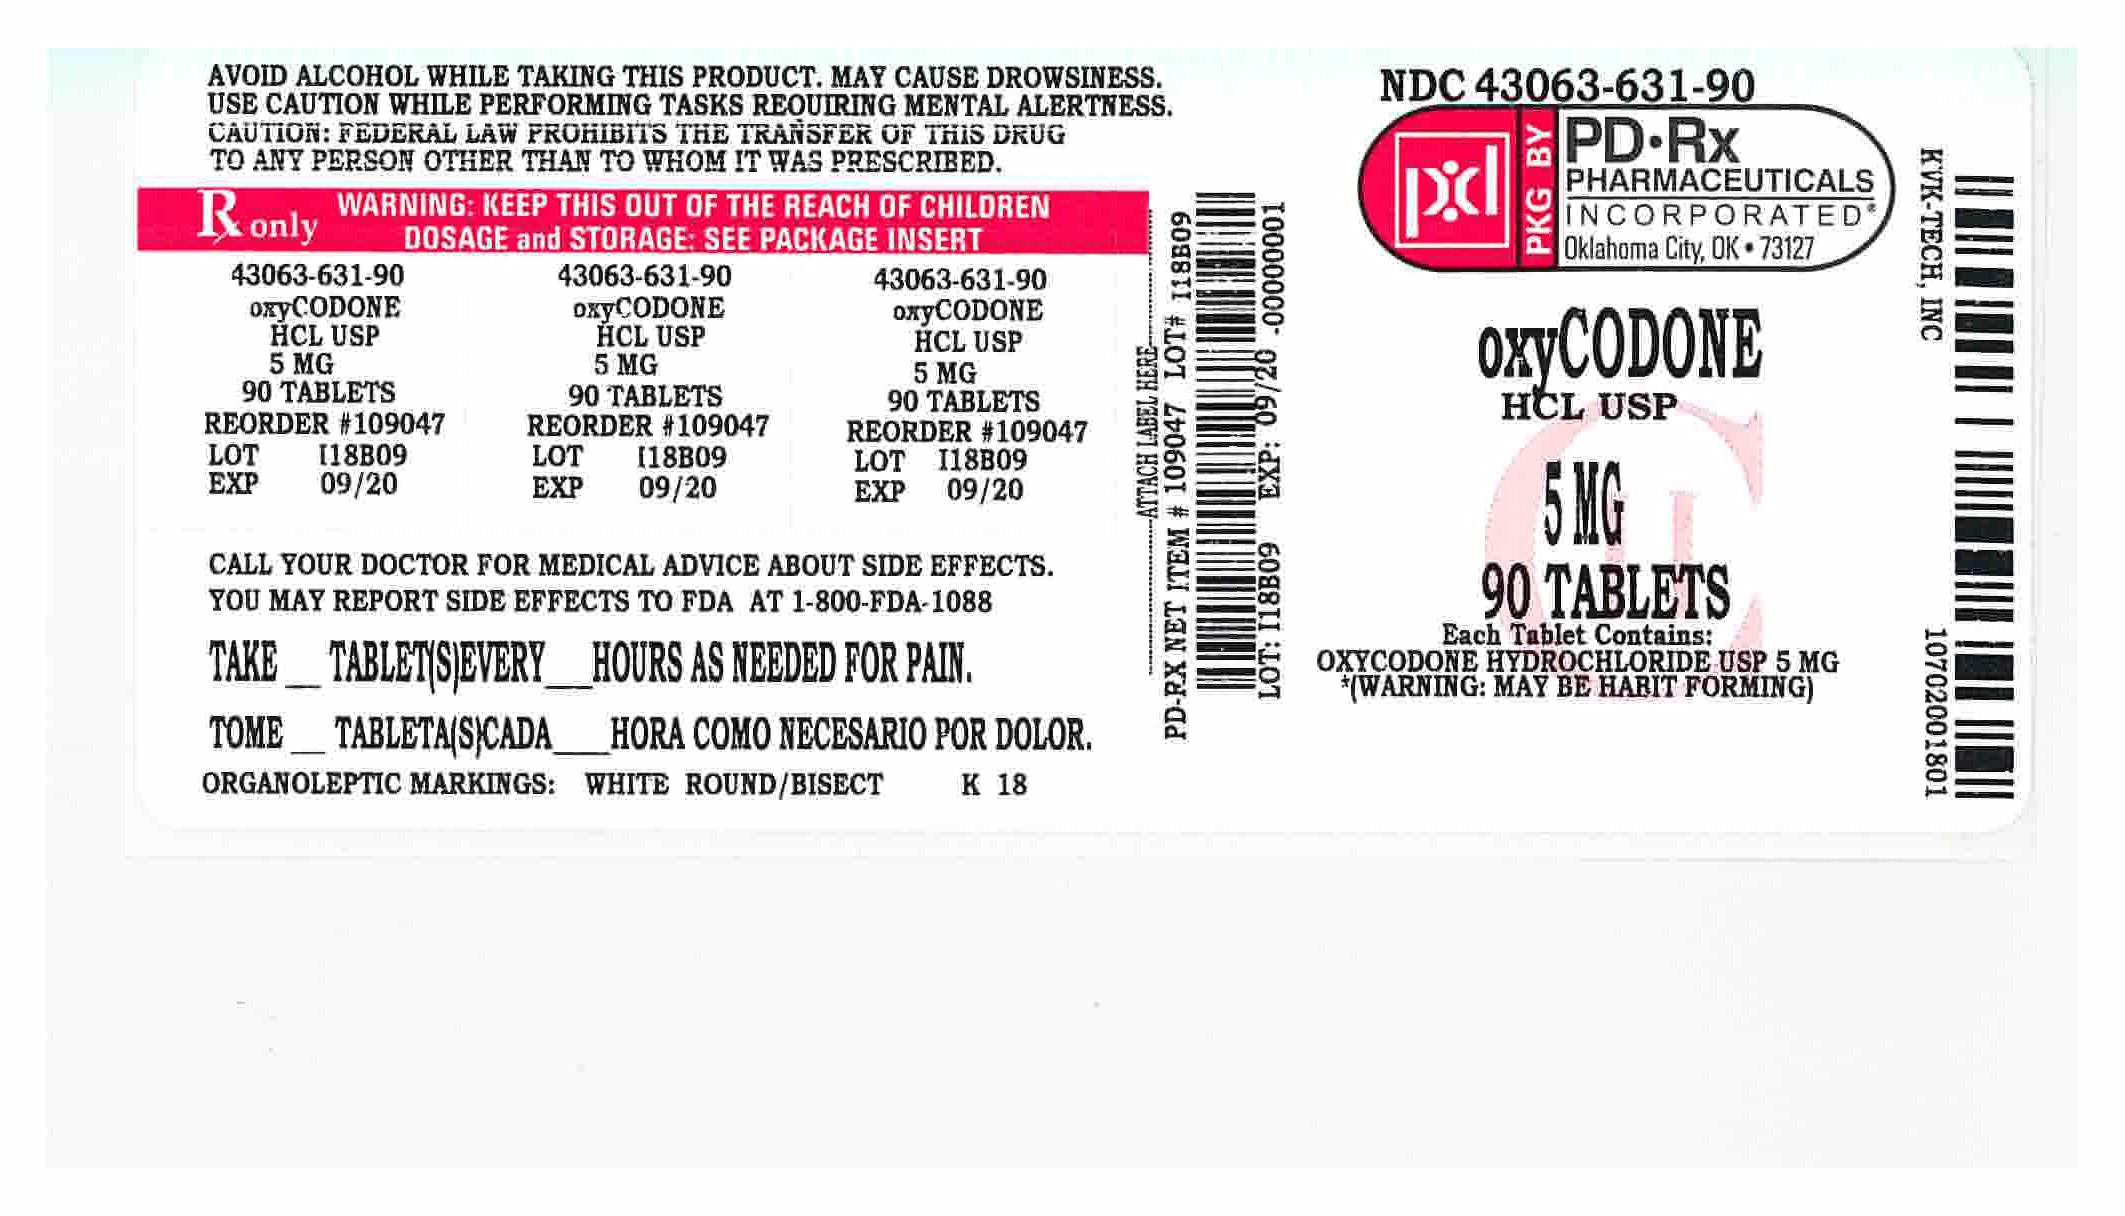 AVOID ALCOHOL WHILE TAKING THIS PRODUCT. MAY CAUSE DROWSINESS.
USE CAUTION WHILE PERFORMING TASKS REQUIRING MENTAL ALERTNESS.
CAUTION: FEDERAL LAW PROHIBITS THE TRANSFER OF THIS DRUG
TO ANY PERSON OTHER THAN TO WHOM IT WAS PRESCRIBED.
Rx only
WARNING: KEEP THIS OUT OF THE REACH OF CHILDREN
DOSAGE and STORAGE: SEE PACKAGE INSERT
43063-631-90
oxyCODONE
HCL USP
5 MG
90 TABLETS
REORDER #109047
LOT I18B09
EXP 09/20
43063-631-90
oxyCODONE
HCL USP
5 MG
90 TABLETS
REORDER #109047
LOT I18B09
EXP 09/20
43063-631-90
oxyCODONE
HCL USP
5 MG
90 TABLETS
REORDER #109047
LOT I18B09
EXP 09/20
CALL YOUR DOCTOR FOR MEDICAL ADVICE ABOUT SIDE EFFECTS.
YOU MAY REPORT SIDE EFFECTS TO FDA AT 1-800-FDA-1088
TAKE __ TABLET(S)EVERY___HOURS AS NEEDED FOR PAIN.
TOME __ TABLETA(S)CADA___HORA COMO NECESARIO POR DOLOR.
ORGANOLEPTIC MARKINGS: WHITE ROUND/BISECT K 18
ATTACH LABEL HERE
PD-RX NET ITEM # 109047 LOT# I18B09
LOT: I18B09 EXP: 09/20 -00000001
NDC 43063-631-90
pd
PKG BY
PD•Rx
PHARMACEUTICALS
INCORPORATED®
Oklahoma City, OK • 73127
oxyCODONE
HCL USP
CII
5 MG
90 TABLETS
Each Tablet Contains:
OXYCODONE HYDROCHLORIDE USP 5 MG
*(WARNING: MAY BE HABIT FORMING)
KVK-TECH, INC
10702001801